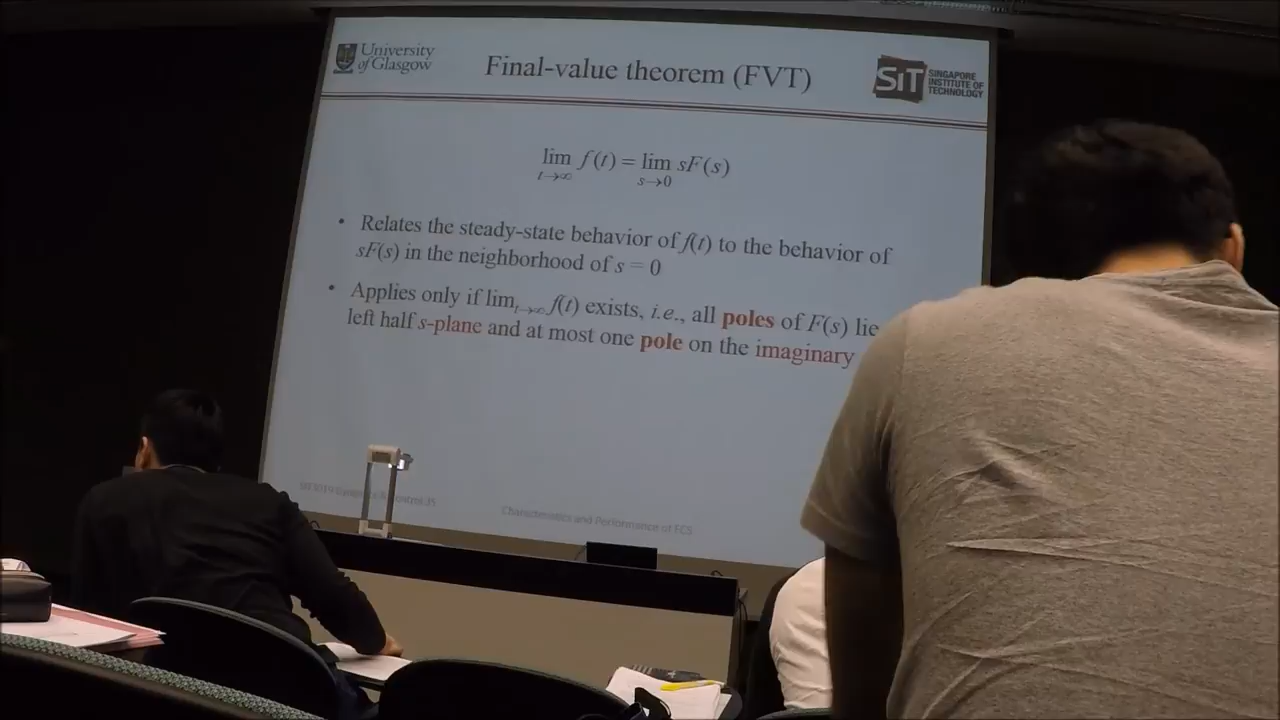 University
of Glasgow
Final-value theorem (FVT)
SiT
SINGAPORE
INSTITUTE OF
TECHNOLOGY
lim f(t) = lim sF(s)
t→∞ s→0
• Relates the steady-state behavior of f(t) to the behavior of
sF(s) in the neighborhood of s = 0
• Applies only if lim t→∞ f(t) exists, i.e., all poles of F(s) lie
left half s-plane and at most one pole on the imaginary
Characteristics and Performance of FCS